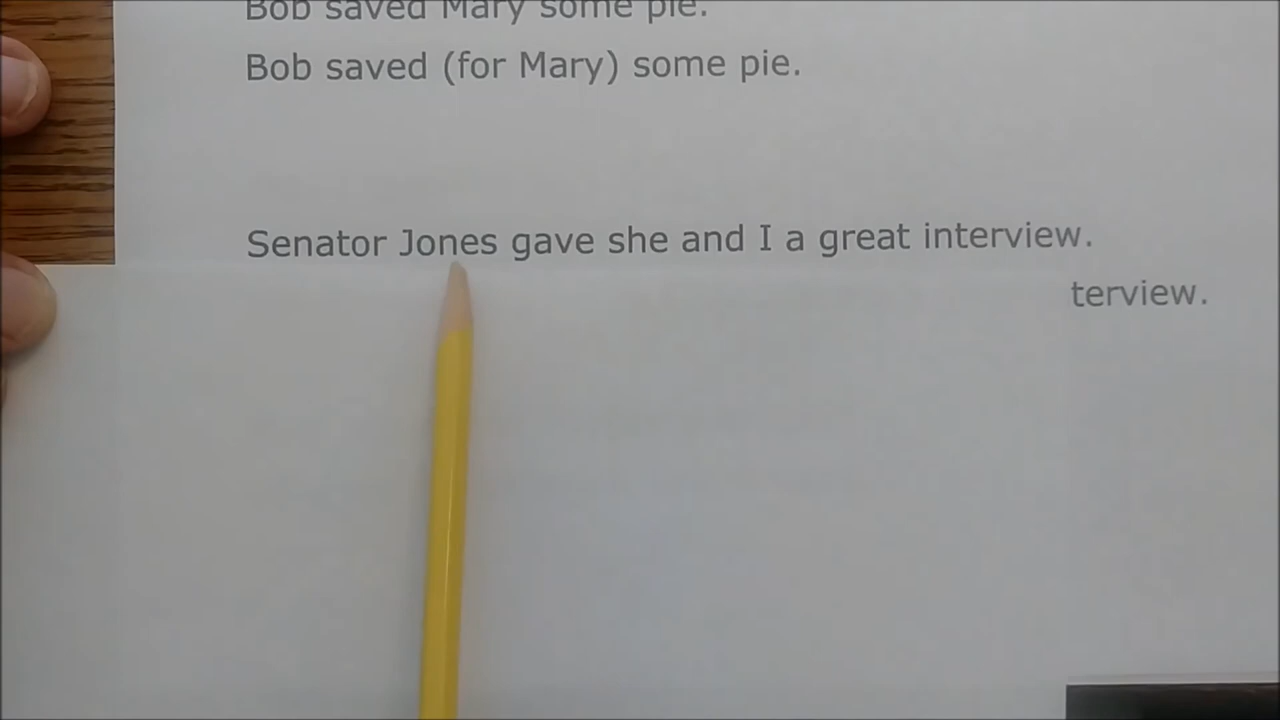 Bob saved Mary some pie.
Bob saved (for Mary) some pie.
Senator Jones gave she and I a great interview.
terview.